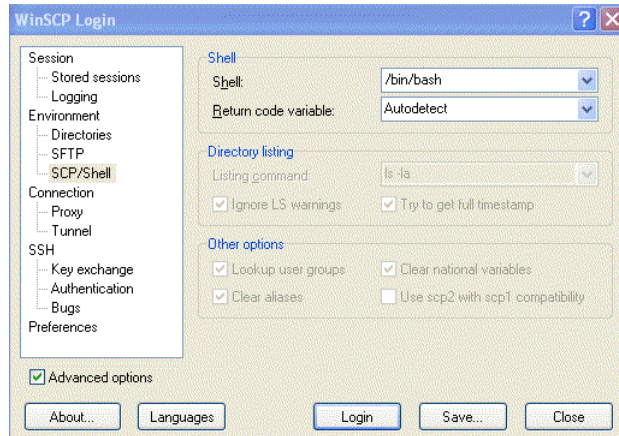 WinSCP Login
Session
Stored sessions
Logging
Environment
Directories
SFTP
SCP/Shell
Connection
Proxy
Tunnel
SSH
Key exchange
Authentication
Bugs
Preferences
Shell
Shell: /bin/bash
Return code variable: Autodetect
Directory listing
Listing command: ls -la
Ignore LS warnings Try to get full timestamp
Other options
Lookup user groups Clear national variables
Clear aliases Use scp2 with scp1 compatibility
Advanced options
About... Languages Login Save... Close